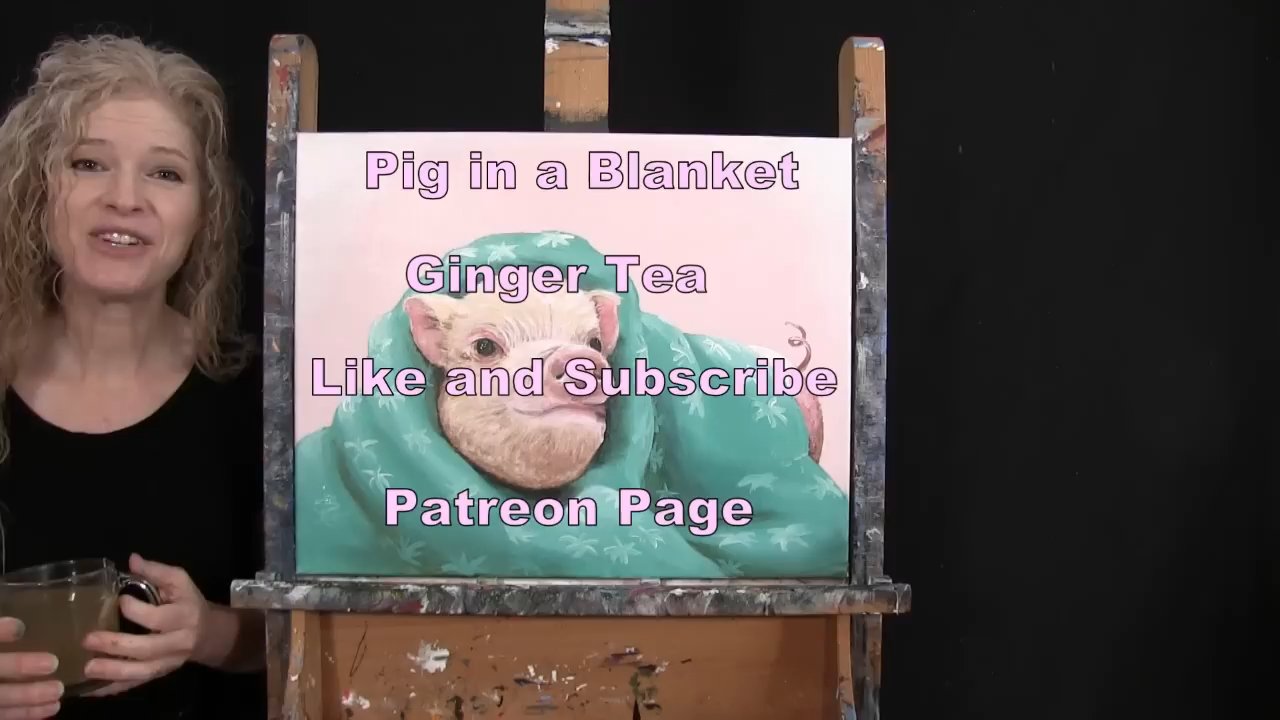 Pig in a Blanket
Ginger Tea
Like and Subscribe
Patreon Page